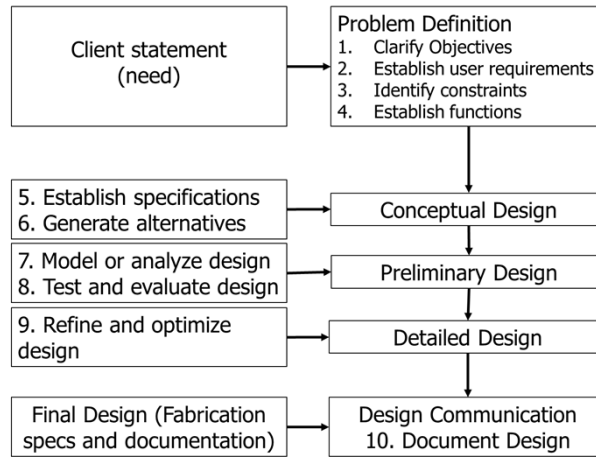 Client statement
(need)
Problem Definition
1. Clarify Objectives
2. Establish user requirements
3. Identify constraints
4. Establish functions
5. Establish specifications
6. Generate alternatives
Conceptual Design
7. Model or analyze design
8. Test and evaluate design
Preliminary Design
9. Refine and optimize
design
Detailed Design
Final Design (Fabrication
specs and documentation)
Design Communication
10. Document Design